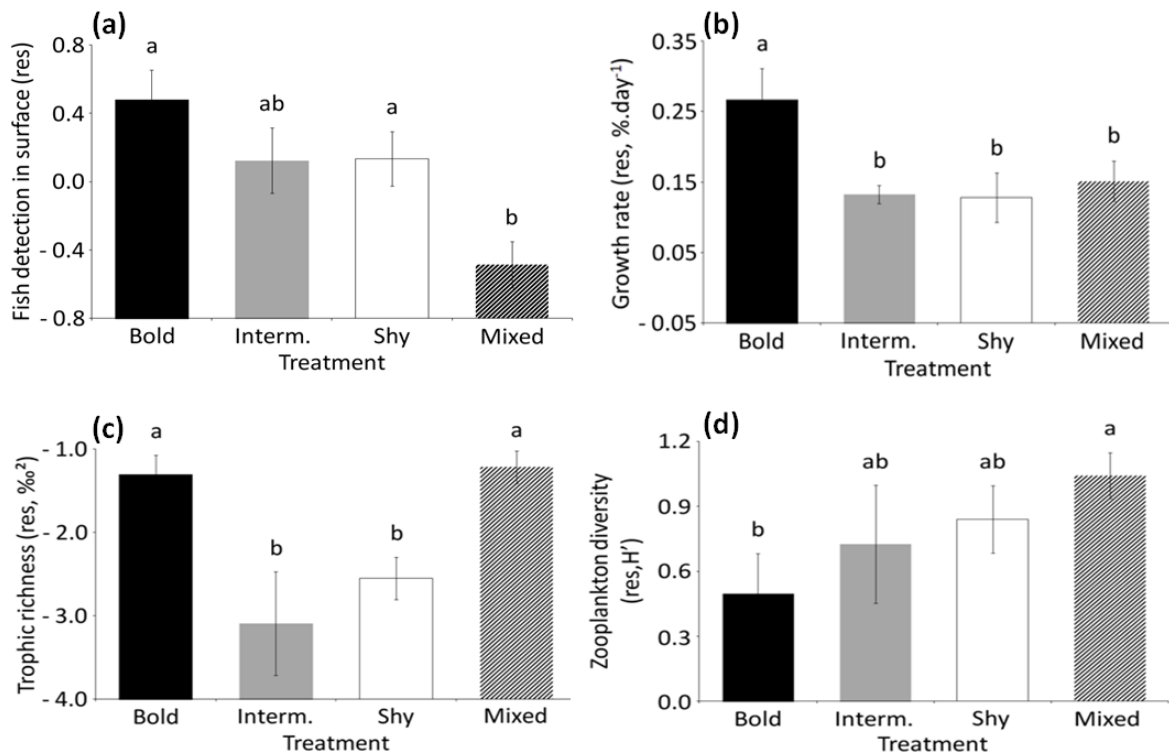 (a)
Fish detection in surface (res)
0.8
0.4
0.0
- 0.4
- 0.8
a
ab
a
b
Bold
Interm.
Shy
Mixed
Treatment
(b)
Growth rate (res, %.day⁻¹)
0.35
0.25
0.15
0.05
- 0.05
a
b
b
b
Bold
Interm.
Shy
Mixed
Treatment
(c)
Trophic richness (res, ‰²)
- 1.0
- 2.0
- 3.0
- 4.0
a
b
b
a
Bold
Interm.
Shy
Mixed
Treatment
(d)
Zooplankton diversity
(res,H’)
1.2
0.9
0.6
0.3
0.0
b
ab
ab
a
Bold
Interm.
Shy
Mixed
Treatment